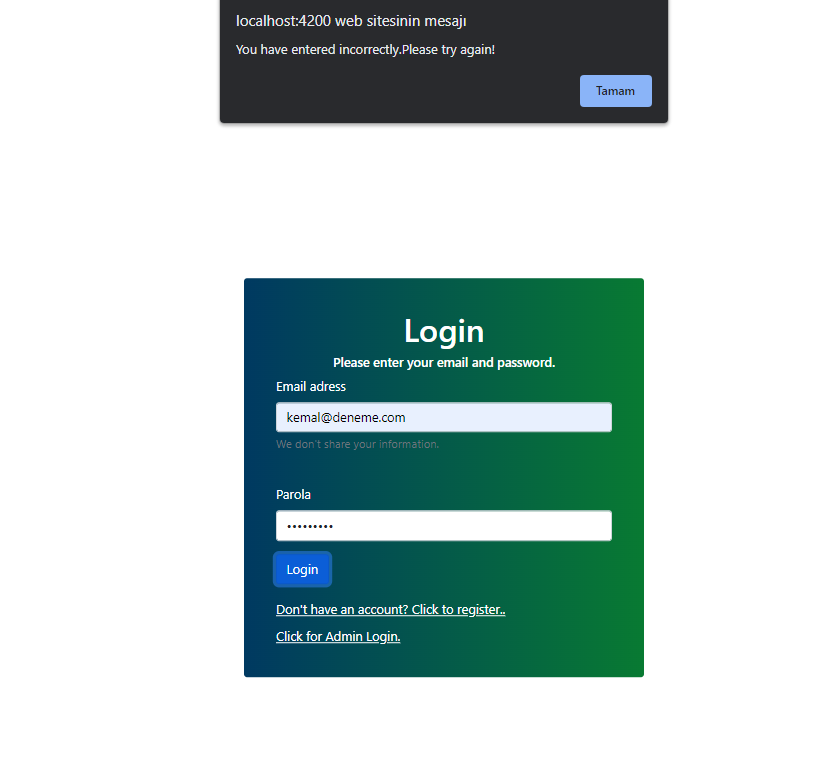 localhost:4200 web sitesinin mesajı
You have entered incorrectly.Please try again!
Tamam
Login
Please enter your email and password.
Email adress
kemal@deneme.com
We don't share your information.
Parola
•••••••••
Login
Don't have an account? Click to register..
Click for Admin Login.